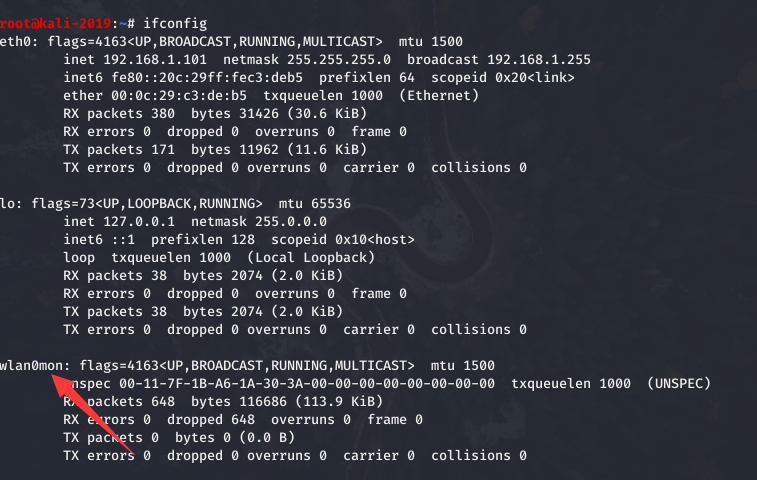 root@kali-2019:~# ifconfig
eth0: flags=4163<UP,BROADCAST,RUNNING,MULTICAST>  mtu 1500
        inet 192.168.1.101  netmask 255.255.255.0  broadcast 192.168.1.255
        inet6 fe80::20c:29ff:fec3:deb5  prefixlen 64  scopeid 0x20<link>
        ether 00:0c:29:c3:de:b5  txqueuelen 1000  (Ethernet)
        RX packets 380  bytes 31426 (30.6 KiB)
        RX errors 0  dropped 0  overruns 0  frame 0
        TX packets 171  bytes 11962 (11.6 KiB)
        TX errors 0  dropped 0 overruns 0  carrier 0  collisions 0

lo: flags=73<UP,LOOPBACK,RUNNING>  mtu 65536
        inet 127.0.0.1  netmask 255.0.0.0
        inet6 ::1  prefixlen 128  scopeid 0x10<host>
        loop  txqueuelen 1000  (Local Loopback)
        RX packets 38  bytes 2074 (2.0 KiB)
        RX errors 0  dropped 0  overruns 0  frame 0
        TX packets 38  bytes 2074 (2.0 KiB)
        TX errors 0  dropped 0 overruns 0  carrier 0  collisions 0

wlan0mon: flags=4163<UP,BROADCAST,RUNNING,MULTICAST>  mtu 1500
        unspec 00-11-7F-1B-A6-1A-30-3A-00-00-00-00-00-00-00-00  txqueuelen 1000  (UNSPEC)
        RX packets 648  bytes 116686 (113.9 KiB)
        RX errors 0  dropped 648  overruns 0  frame 0
        TX packets 0  bytes 0 (0.0 B)
        TX errors 0  dropped 0 overruns 0  carrier 0  collisions 0